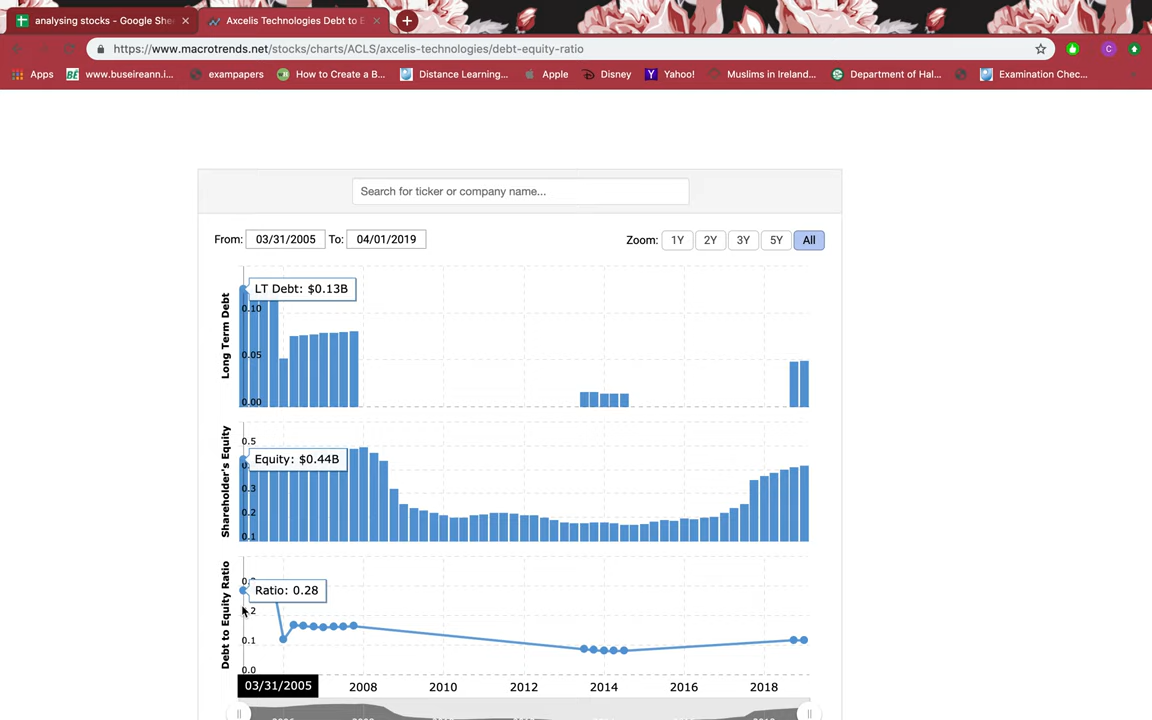 analysing stocks - Google She
Axcelis Technologies Debt to E
https://www.macrotrends.net/stocks/charts/ACLS/axcelis-technologies/debt-equity-ratio
C
Apps
BÉ www.buseireann.i...
exampapers
How to Create a B...
Distance Learning...
Apple
Disney
Y Yahoo!
Muslims in Ireland...
Department of Hal...
Examination Chec...
Search for ticker or company name...
From: 03/31/2005 To: 04/01/2019
Zoom: 1Y 2Y 3Y 5Y All
Long Term Debt
LT Debt: $0.13B
0.10
0.05
0.00
Shareholder's Equity
0.5
Equity: $0.44B
0.3
0.2
0.1
Debt to Equity Ratio
Ratio: 0.28
0.1
0.0
03/31/2005 2008 2010 2012 2014 2016 2018